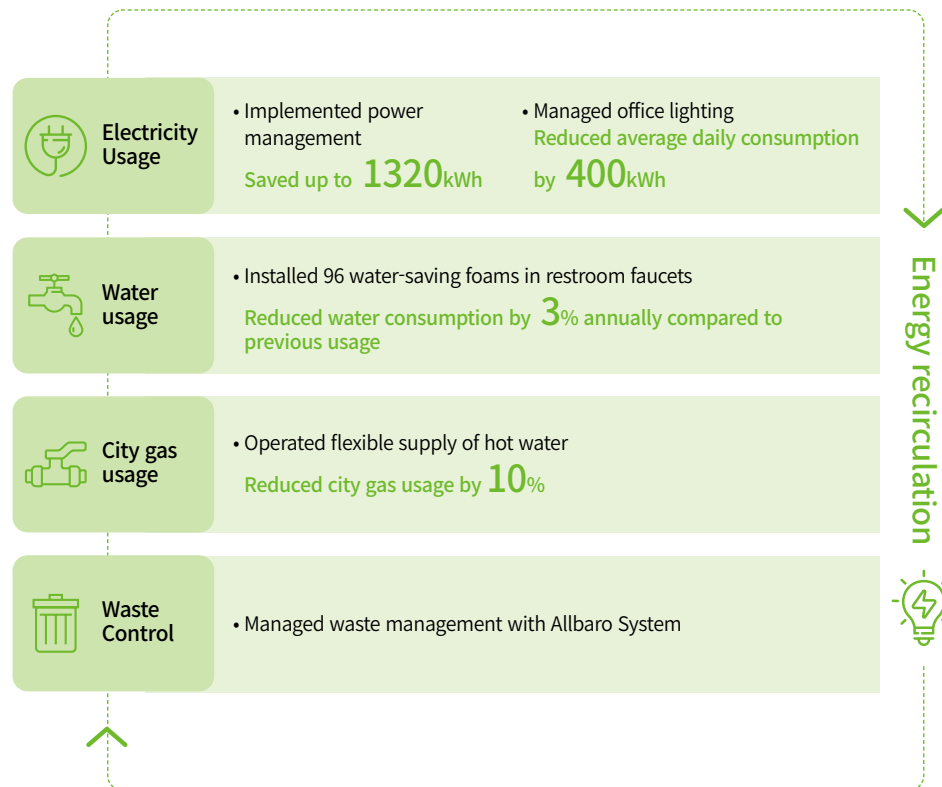 Electricity
Usage
• Implemented power
management
Saved up to 1320kWh
• Managed office lighting
Reduced average daily consumption
by 400kWh
Water
usage
• Installed 96 water-saving foams in restroom faucets
Reduced water consumption by 3% annually compared to
previous usage
City gas
usage
• Operated flexible supply of hot water
Reduced city gas usage by 10%
Waste
Control
• Managed waste management with Allbaro System
Energy recirculation